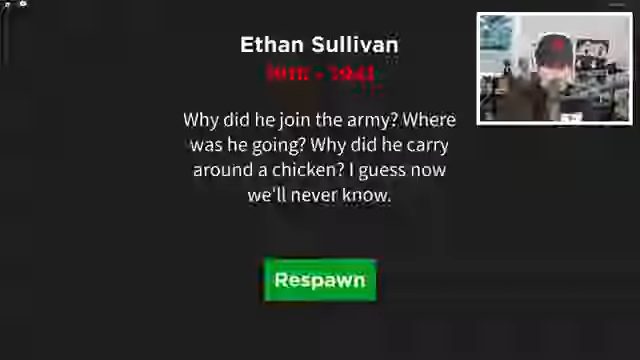 Ethan Sullivan
Why did he join the army? Where
was he going? Why did he carry
around a chicken? I guess now
we'll never know.
Respawn